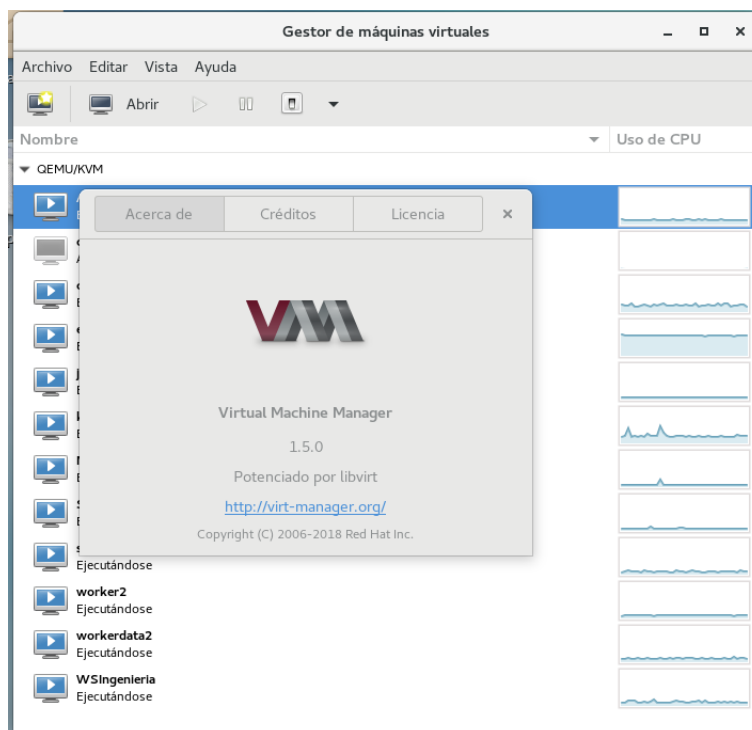 Gestor de máquinas virtuales
Archivo Editar Vista Ayuda
Abrir
Nombre Uso de CPU
QEMU/KVM
Acerca de Créditos Licencia
VMM
Virtual Machine Manager
1.5.0
Potenciado por libvirt
http://virt-manager.org/
Copyright (C) 2006-2018 Red Hat Inc.
Ejecutándose
worker2
Ejecutándose
workerdata2
Ejecutándose
WSIngenieria
Ejecutándose